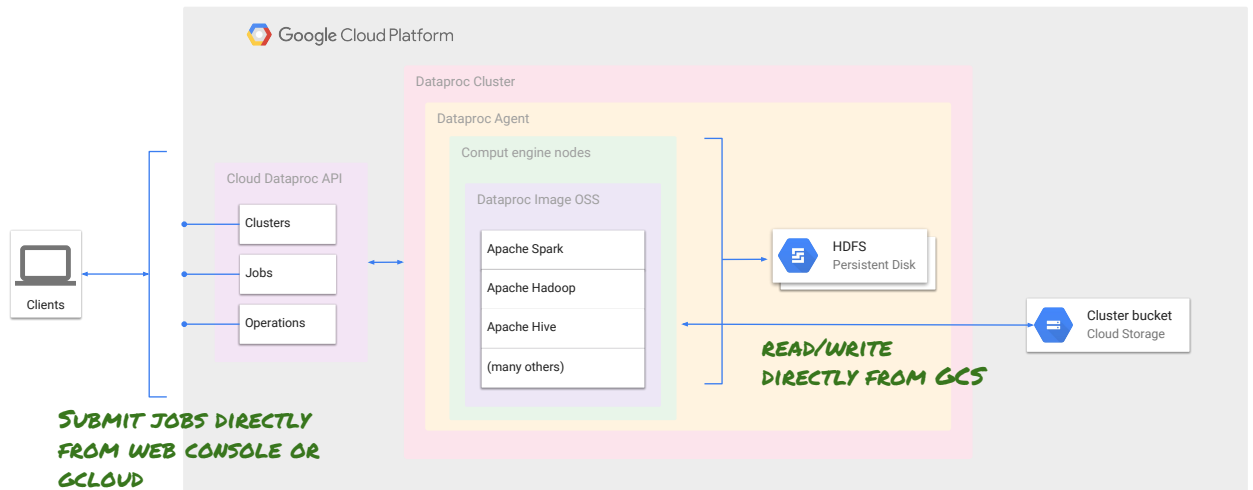 Google Cloud Platform
Dataproc Cluster
Dataproc Agent
Comput engine nodes
Cloud Dataproc API
Dataproc Image OSS
Clusters
Jobs
Operations
Apache Spark
Apache Hadoop
Apache Hive
(many others)
HDFS
Persistent Disk
Clients
Cluster bucket
Cloud Storage
READ/WRITE
DIRECTLY FROM GCS
SUBMIT JOBS DIRECTLY
FROM WEB CONSOLE OR
GCLOUD